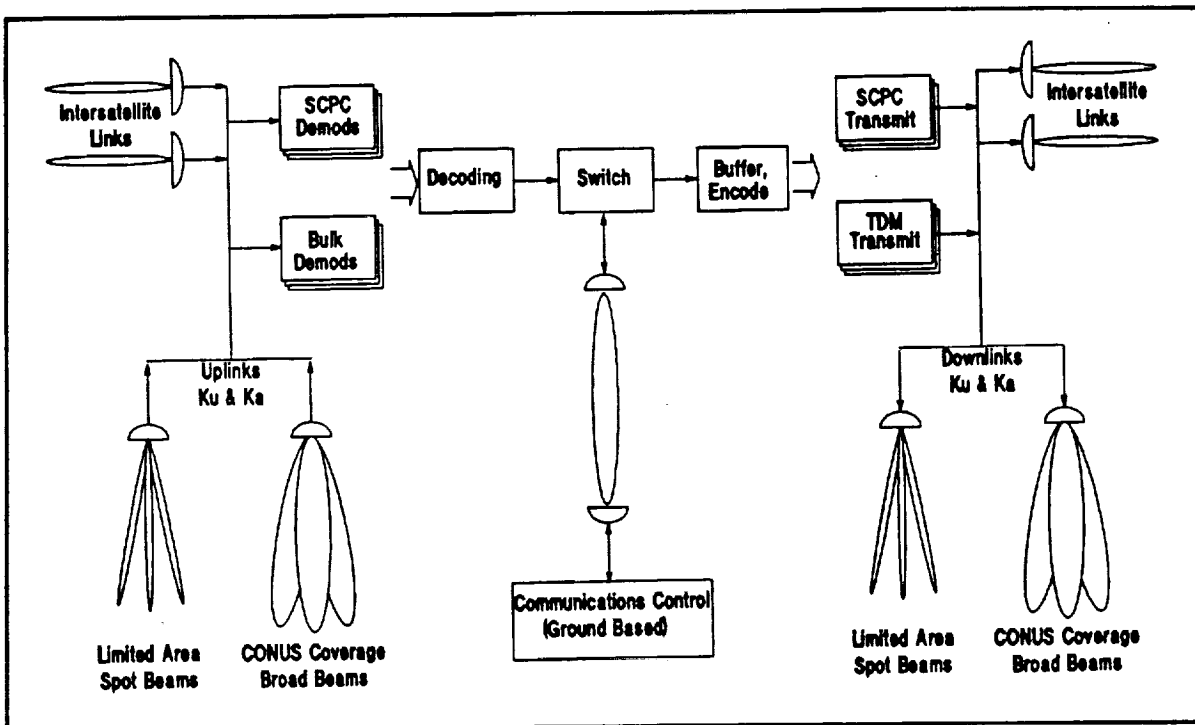 Intersatellite
Links
SCPC
Demods
Bulk
Demods
Decoding
Switch
Buffer,
Encode
SCPC
Transmit
TDM
Transmit
Intersatellite
Links
Uplinks
Ku & Ka
Downlinks
Ku & Ka
Communications Control
(Ground Based)
Limited Area
Spot Beams
CONUS Coverage
Broad Beams
Limited Area
Spot Beams
CONUS Coverage
Broad Beams